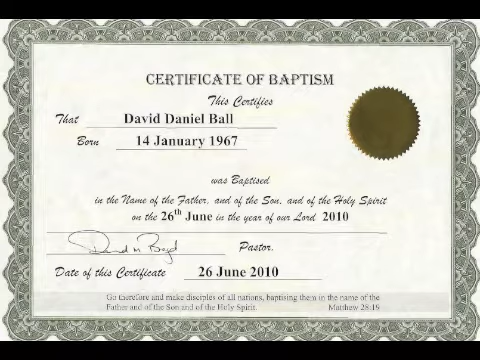 CERTIFICATE OF BAPTISM
This Certifies
That David Daniel Ball
Born 14 January 1967
was Baptised
in the Name of the Father, and of the Son, and of the Holy Spirit
on the 26th June in the year of our Lord 2010
Pastor.
Date of this Certificate 26 June 2010
Go therefore and make disciples of all nations, baptising them in the name of the
Father and of the Son and of the Holy Spirit. Matthew 28:19